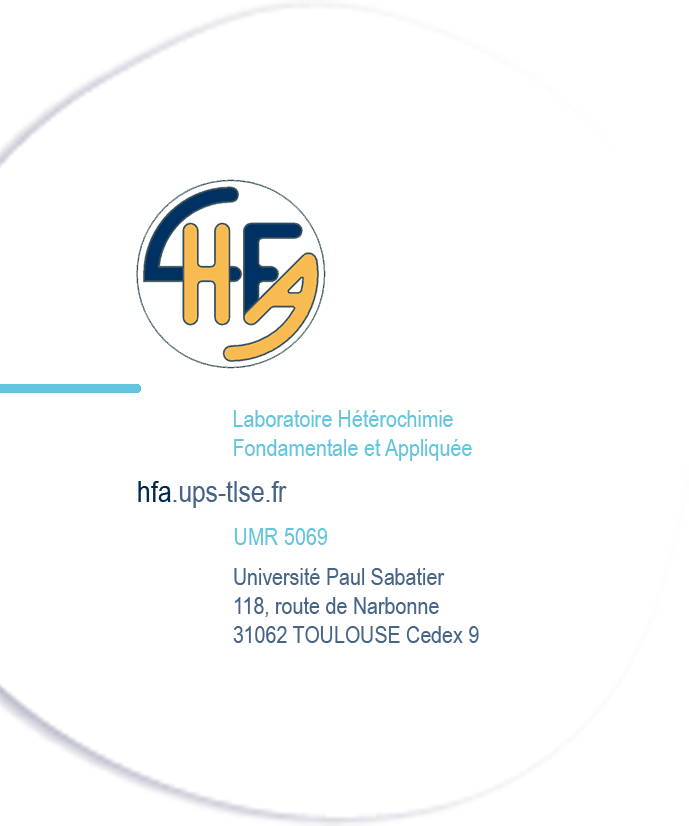 LHFA
Laboratoire Hétérochimie
Fondamentale et Appliquée
hfa.ups-tlse.fr
UMR 5069
Université Paul Sabatier
118, route de Narbonne
31062 TOULOUSE Cedex 9